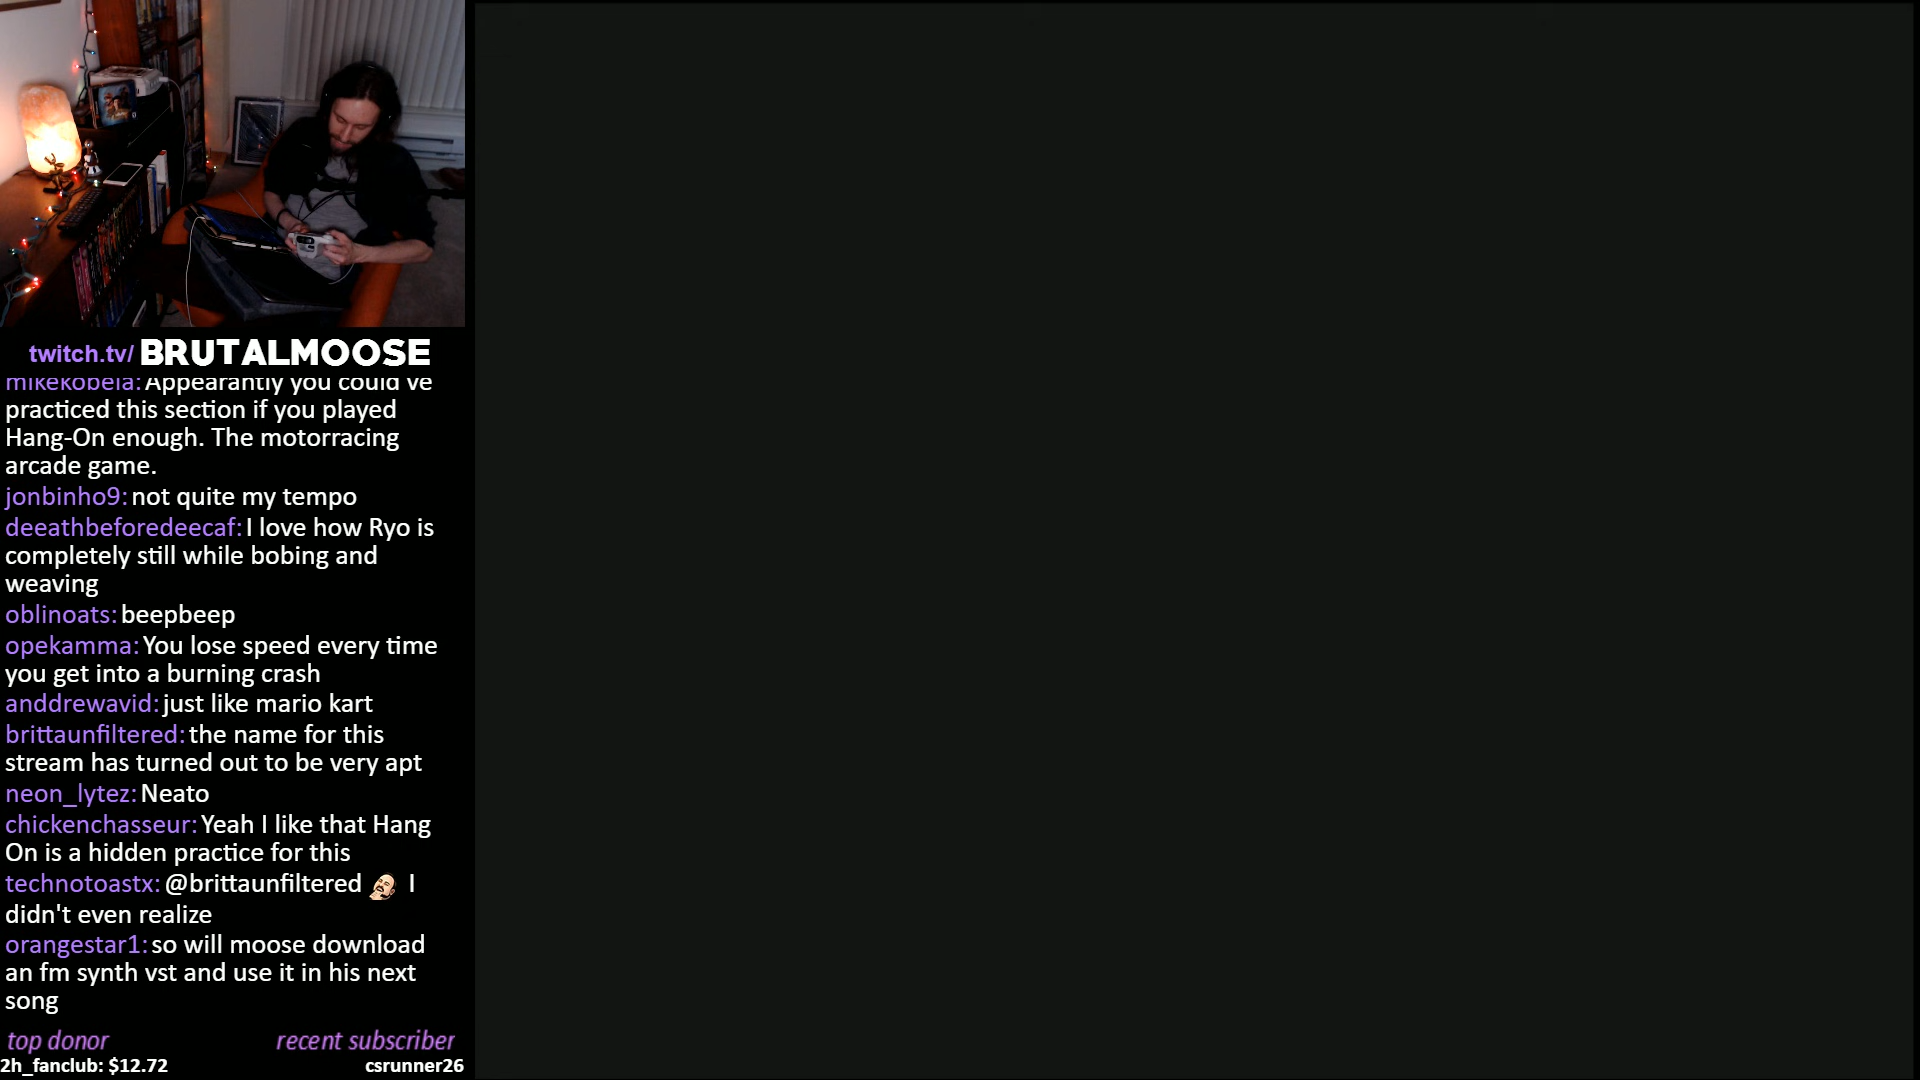 twitch.tv/ BRUTALMOOSE
mikekobela: Appearantly you could've
practiced this section if you played
Hang-On enough. The motorracing
arcade game.
jonbinho9: not quite my tempo
deeathbeforedeecaf: I love how Ryo is
completely still while bobing and
weaving
oblinoats: beepbeep
opekamma: You lose speed every time
you get into a burning crash
anddrewavid: just like mario kart
brittaunfiltered: the name for this
stream has turned out to be very apt
neon_lytez: Neato
chickenchasseur: Yeah I like that Hang
On is a hidden practice for this
technotoastx: @brittaunfiltered I
didn't even realize
orangestar1: so will moose download
an fm synth vst and use it in his next
song
top donor recent subscriber
2h_fanclub: $12.72 csrunner26